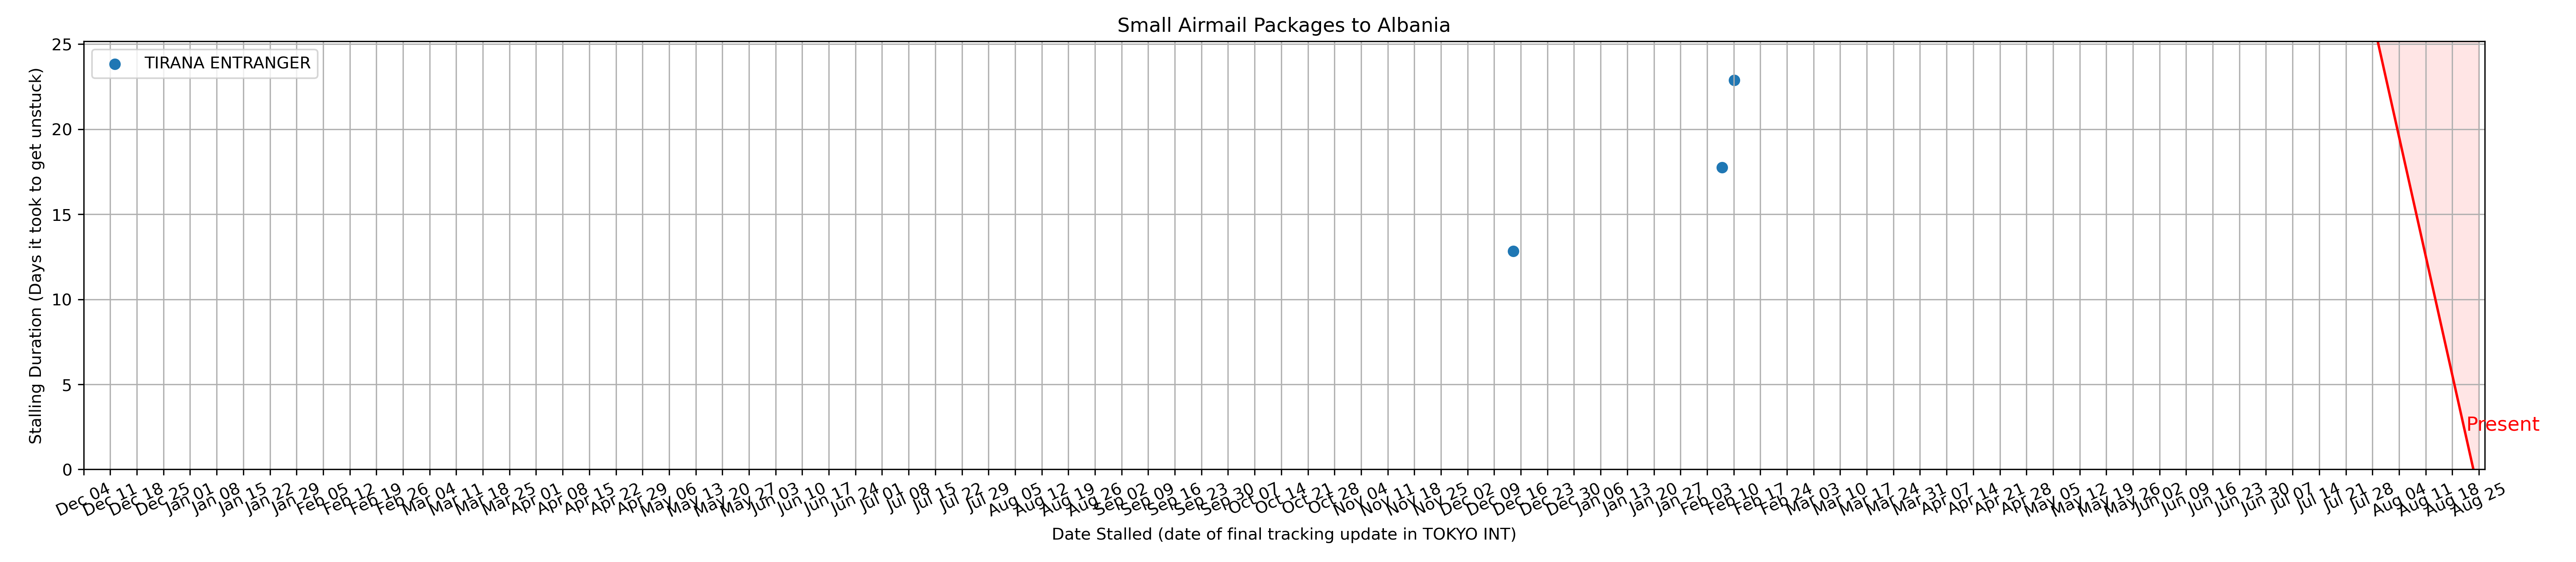 Small Airmail Packages to Albania
TIRANA ENTRANGER
Stalling Duration (Days it took to get unstuck)
25
20
15
10
5
0
Present
Dec 04 Dec 11 Dec 18 Dec 25 Jan 01 Jan 08 Jan 15 Jan 22 Jan 29 Feb 05 Feb 12 Feb 19 Feb 26 Mar 04 Mar 11 Mar 18 Mar 25 Apr 01 Apr 08 Apr 15 Apr 22 Apr 29 May 06 May 13 May 20 May 27 Jun 03 Jun 10 Jun 17 Jun 24 Jul 01 Jul 08 Jul 15 Jul 22 Jul 29 Aug 05 Aug 12 Aug 19 Aug 26 Sep 02 Sep 09 Sep 16 Sep 23 Sep 30 Oct 07 Oct 14 Oct 21 Oct 28 Nov 04 Nov 11 Nov 18 Nov 25 Dec 02 Dec 09 Dec 16 Dec 23 Dec 30 Jan 06 Jan 13 Jan 20 Jan 27 Feb 03 Feb 10 Feb 17 Feb 24 Mar 03 Mar 10 Mar 17 Mar 24 Mar 31 Apr 07 Apr 14 Apr 21 Apr 28 May 05 May 12 May 19 May 26 Jun 02 Jun 09 Jun 16 Jun 23 Jun 30 Jul 07 Jul 14 Jul 21 Jul 28 Aug 04 Aug 11 Aug 18 Aug 25
Date Stalled (date of final tracking update in TOKYO INT)